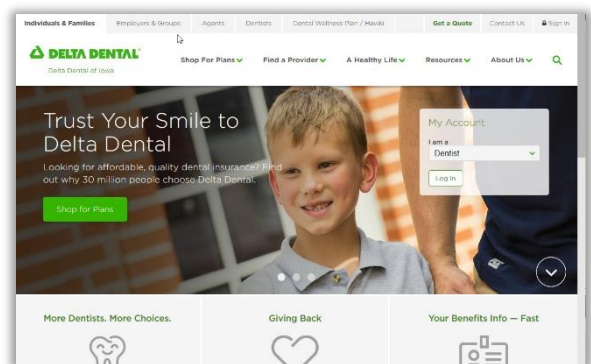 Individuals & Families Employers & Groups Agents Dentists Dental Wellness Plan / Hawki Get a Quote Contact Us Sign In
DELTA DENTAL
Delta Dental of Iowa
Shop For Plans Find a Provider A Healthy Life Resources About Us
Trust Your Smile to
Delta Dental
Looking for affordable, quality dental insurance? Find
out why 30 million people choose Delta Dental.
Shop for Plans
My Account
I am a
Dentist
Log In
More Dentists. More Choices. Giving Back Your Benefits Info — Fast